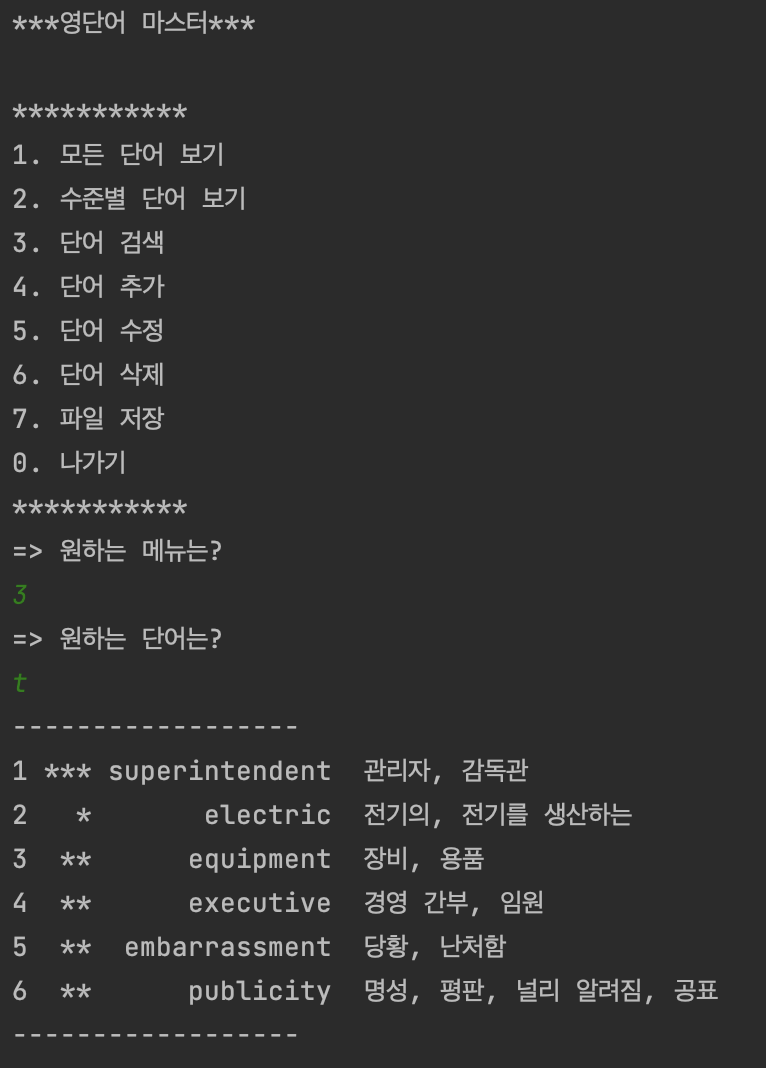 ***영단어 마스터***
***********
1. 모든 단어 보기
2. 수준별 단어 보기
3. 단어 검색
4. 단어 추가
5. 단어 수정
6. 단어 삭제
7. 파일 저장
0. 나가기
***********
=> 원하는 메뉴는?
3
=> 원하는 단어는?
t
------------------
1 *** superintendent  관리자, 감독관
2   *       electric  전기의, 전기를 생산하는
3  **      equipment  장비, 용품
4  **      executive  경영 간부, 임원
5  **  embarrassment  당황, 난처함
6  **      publicity  명성, 평판, 널리 알려짐, 공표
------------------